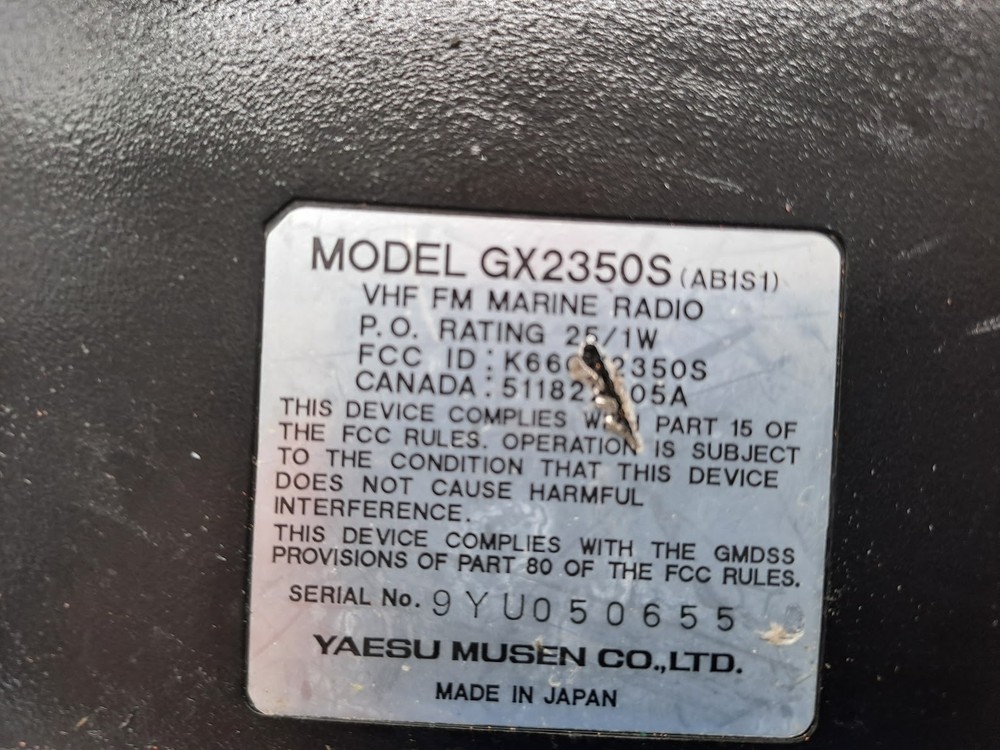 MODEL GX2350S (AB1S1)
VHF FM MARINE RADIO
P.O. RATING 25/1W
FCC ID:
CANADA:
THIS DEVICE COMPLIES PART 15 OF
THE FCC RULES. OPERATION IS SUBJECT
TO THE CONDITION THAT THIS DEVICE
DOES NOT CAUSE HARMFUL
INTERFERENCE.
THIS DEVICE COMPLIES WITH THE GMDSS
PROVISIONS OF PART 80 OF THE FCC RULES.
SERIAL No. 9YU050655
YAESU MUSEN CO.,LTD.
MADE IN JAPAN